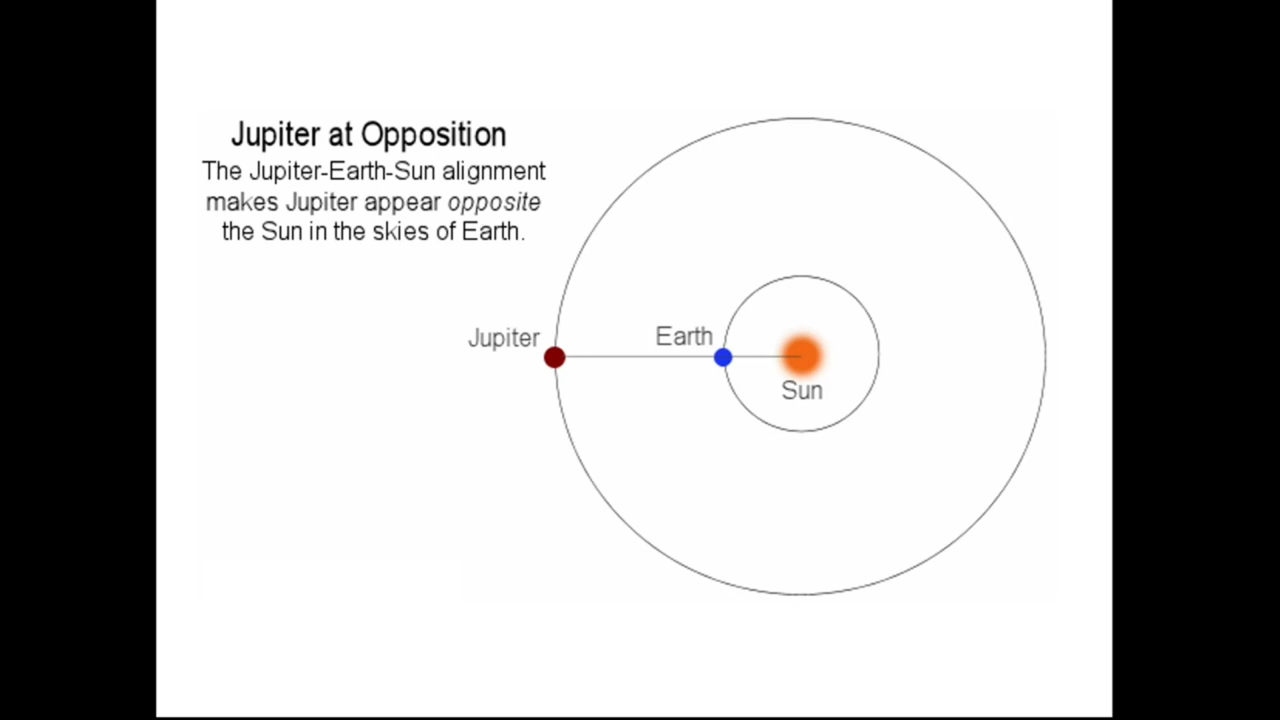 Jupiter at Opposition
The Jupiter-Earth-Sun alignment
makes Jupiter appear opposite
the Sun in the skies of Earth.
Jupiter
Earth
Sun